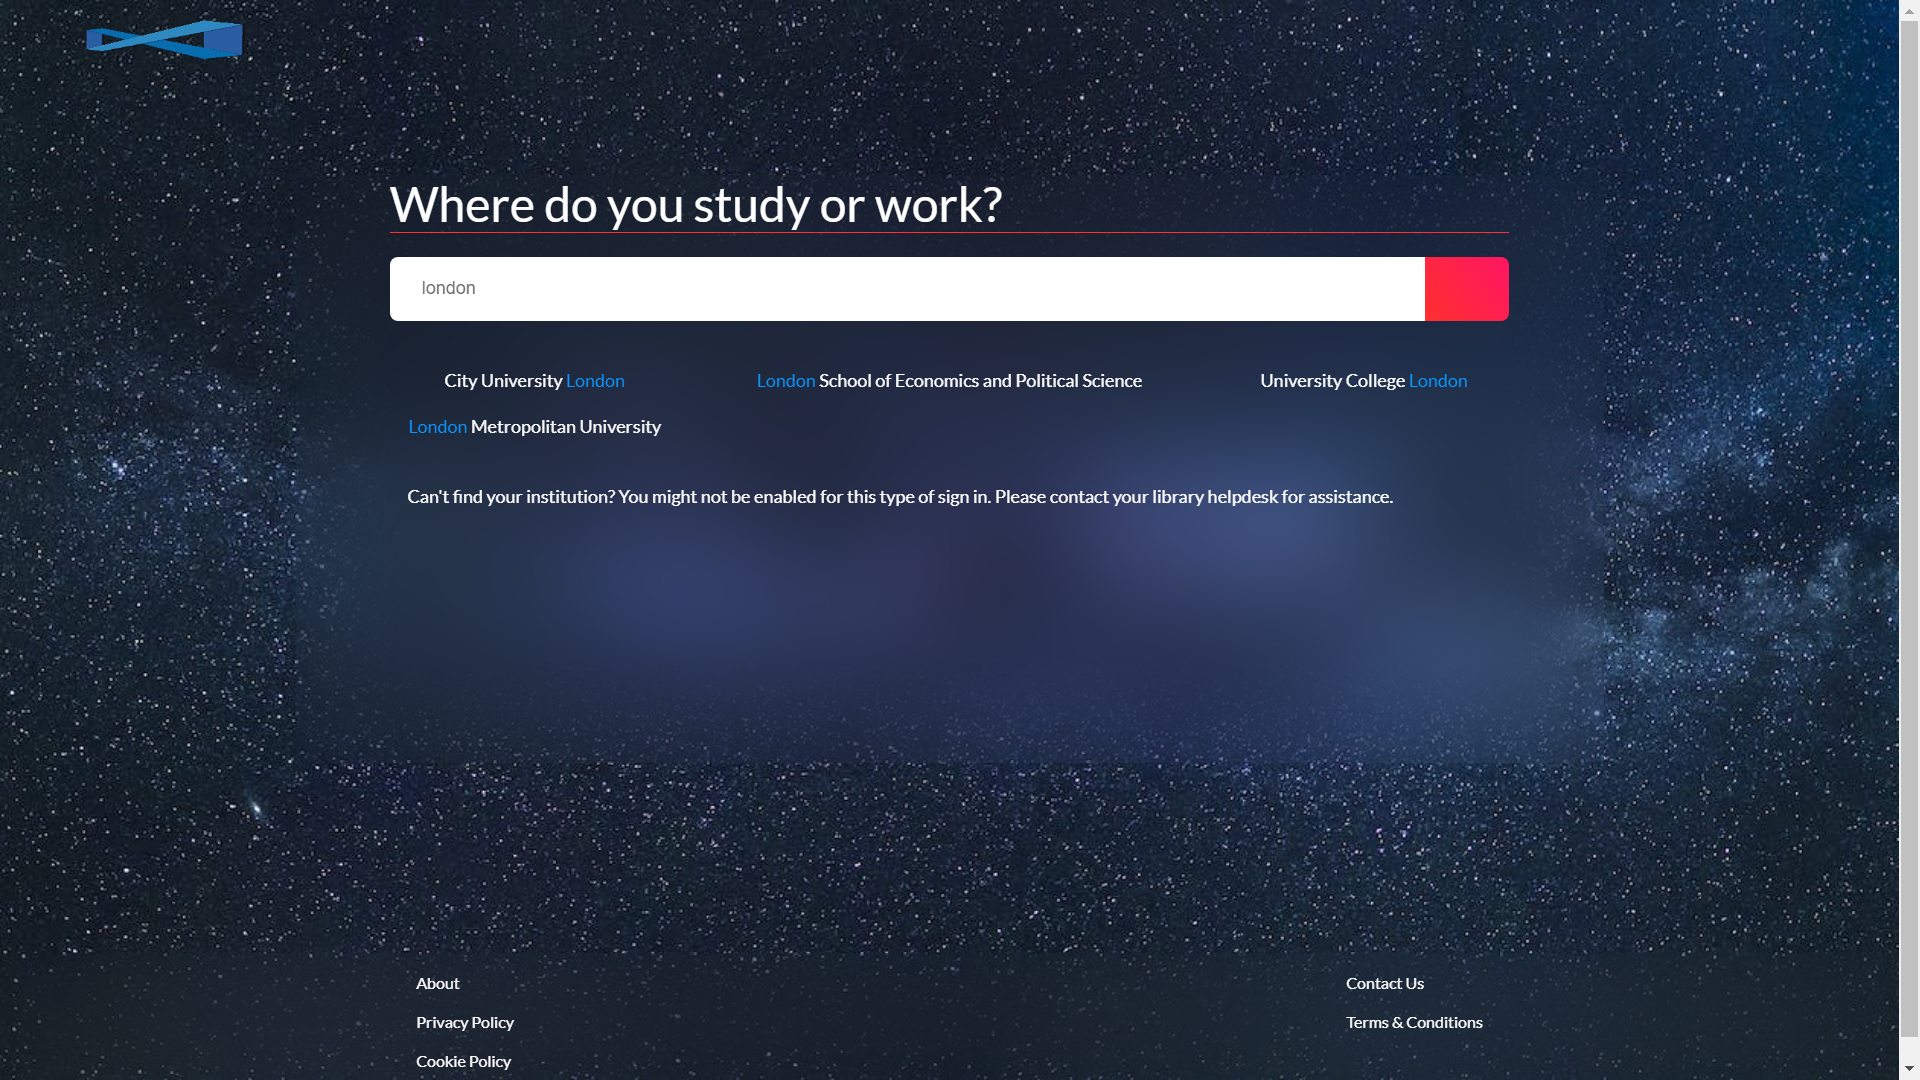 Where do you study or work?
london
City University London
London School of Economics and Political Science
University College London
London Metropolitan University
Can't find your institution? You might not be enabled for this type of sign in. Please contact your library helpdesk for assistance.
About
Contact Us
Privacy Policy
Terms & Conditions
Cookie Policy